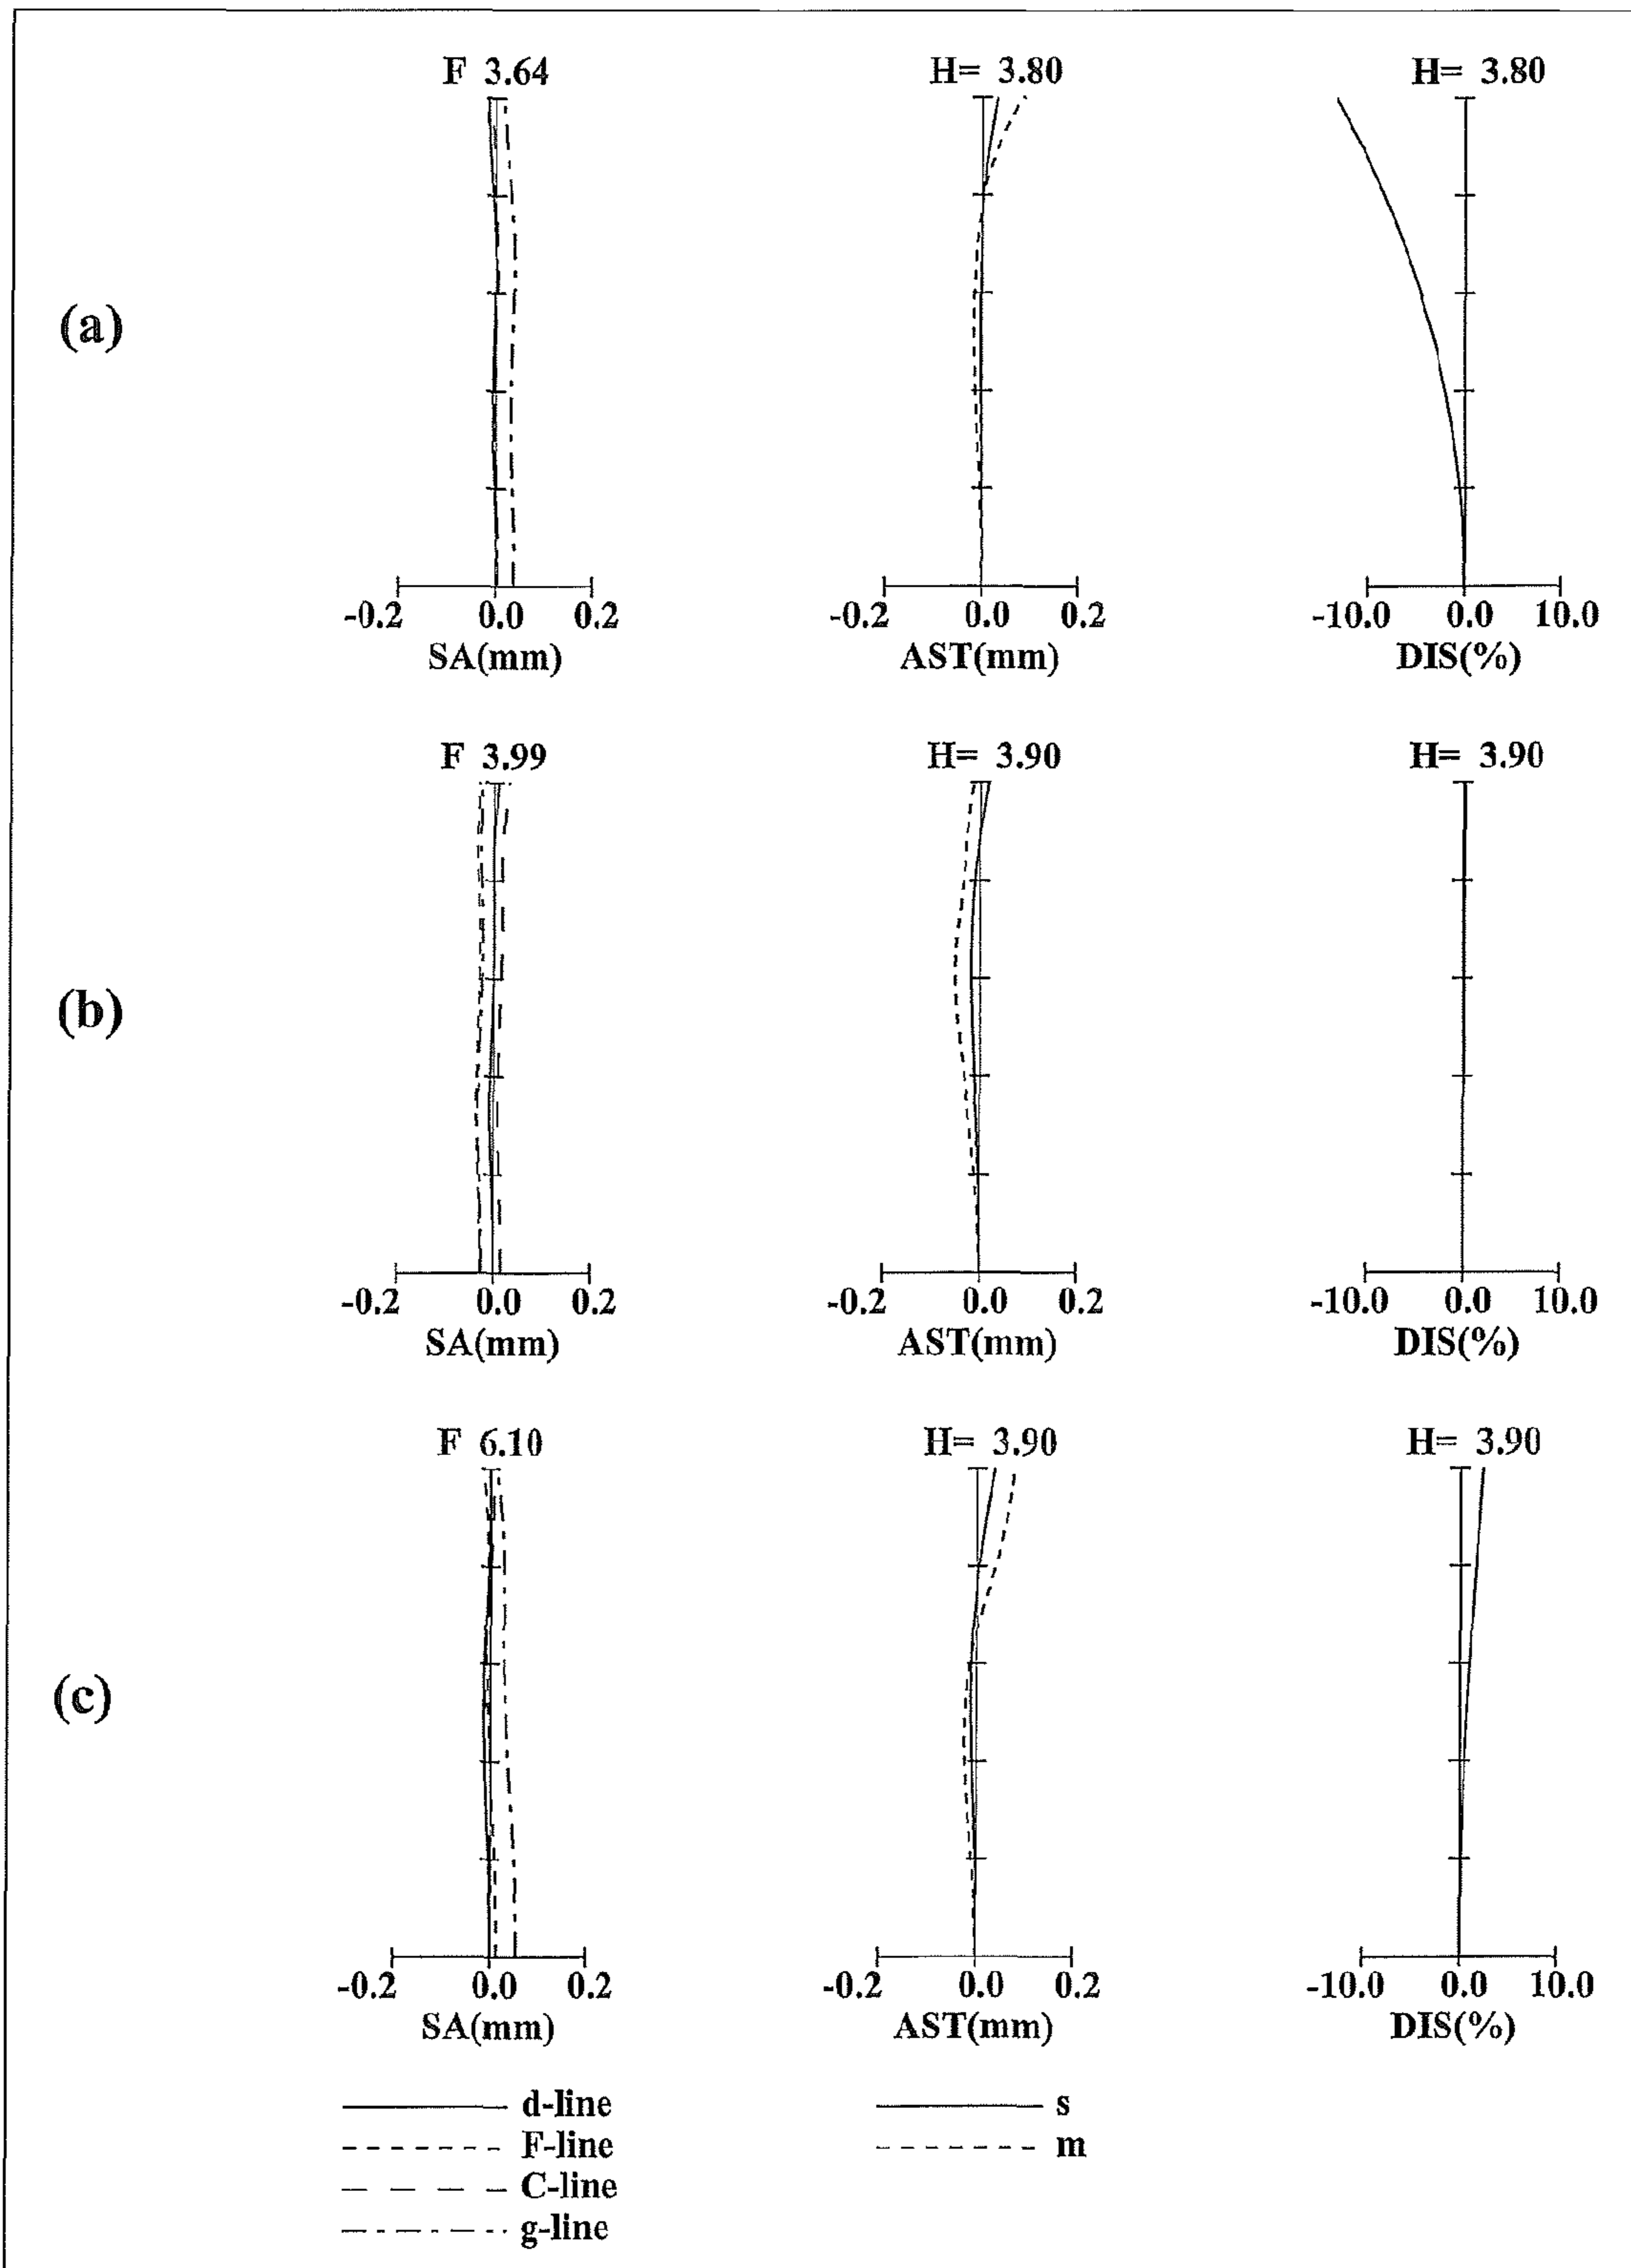 F 3.64
H= 3.80
H= 3.80
(a)
-0.2 0.0 0.2
SA(mm)
-0.2 0.0 0.2
AST(mm)
-10.0 0.0 10.0
DIS(%)
F 3.99
H= 3.90
H= 3.90
(b)
-0.2 0.0 0.2
SA(mm)
-0.2 0.0 0.2
AST(mm)
-10.0 0.0 10.0
DIS(%)
F 6.10
H= 3.90
H= 3.90
(c)
-0.2 0.0 0.2
SA(mm)
-0.2 0.0 0.2
AST(mm)
-10.0 0.0 10.0
DIS(%)
d-line
F-line
C-line
g-line
s
m